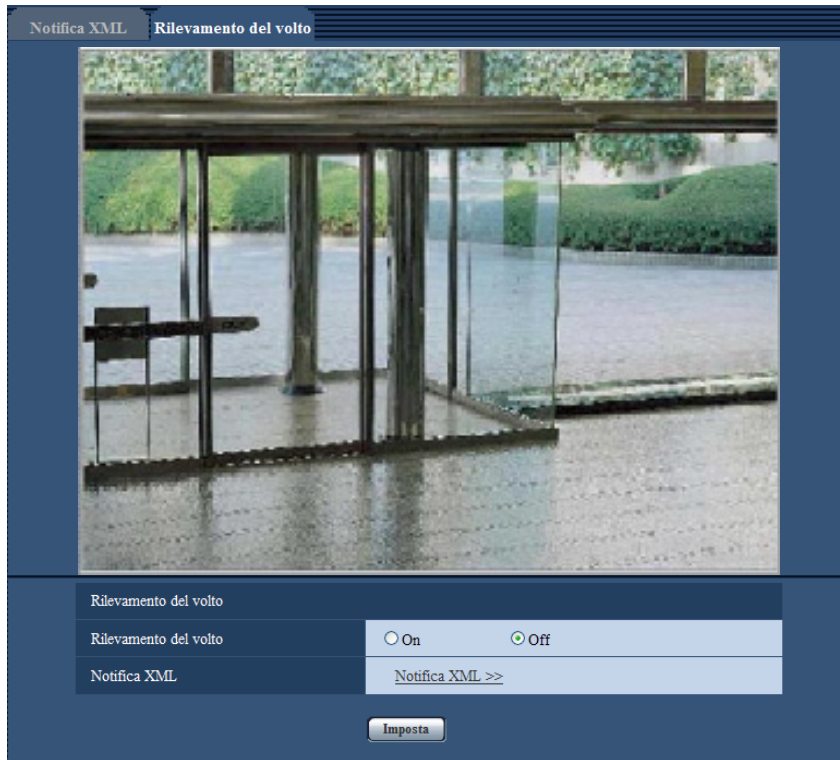 Notifica XML Rilevamento del volto
Rilevamento del volto
Rilevamento del volto On Off
Notifica XML Notifica XML >>
Imposta